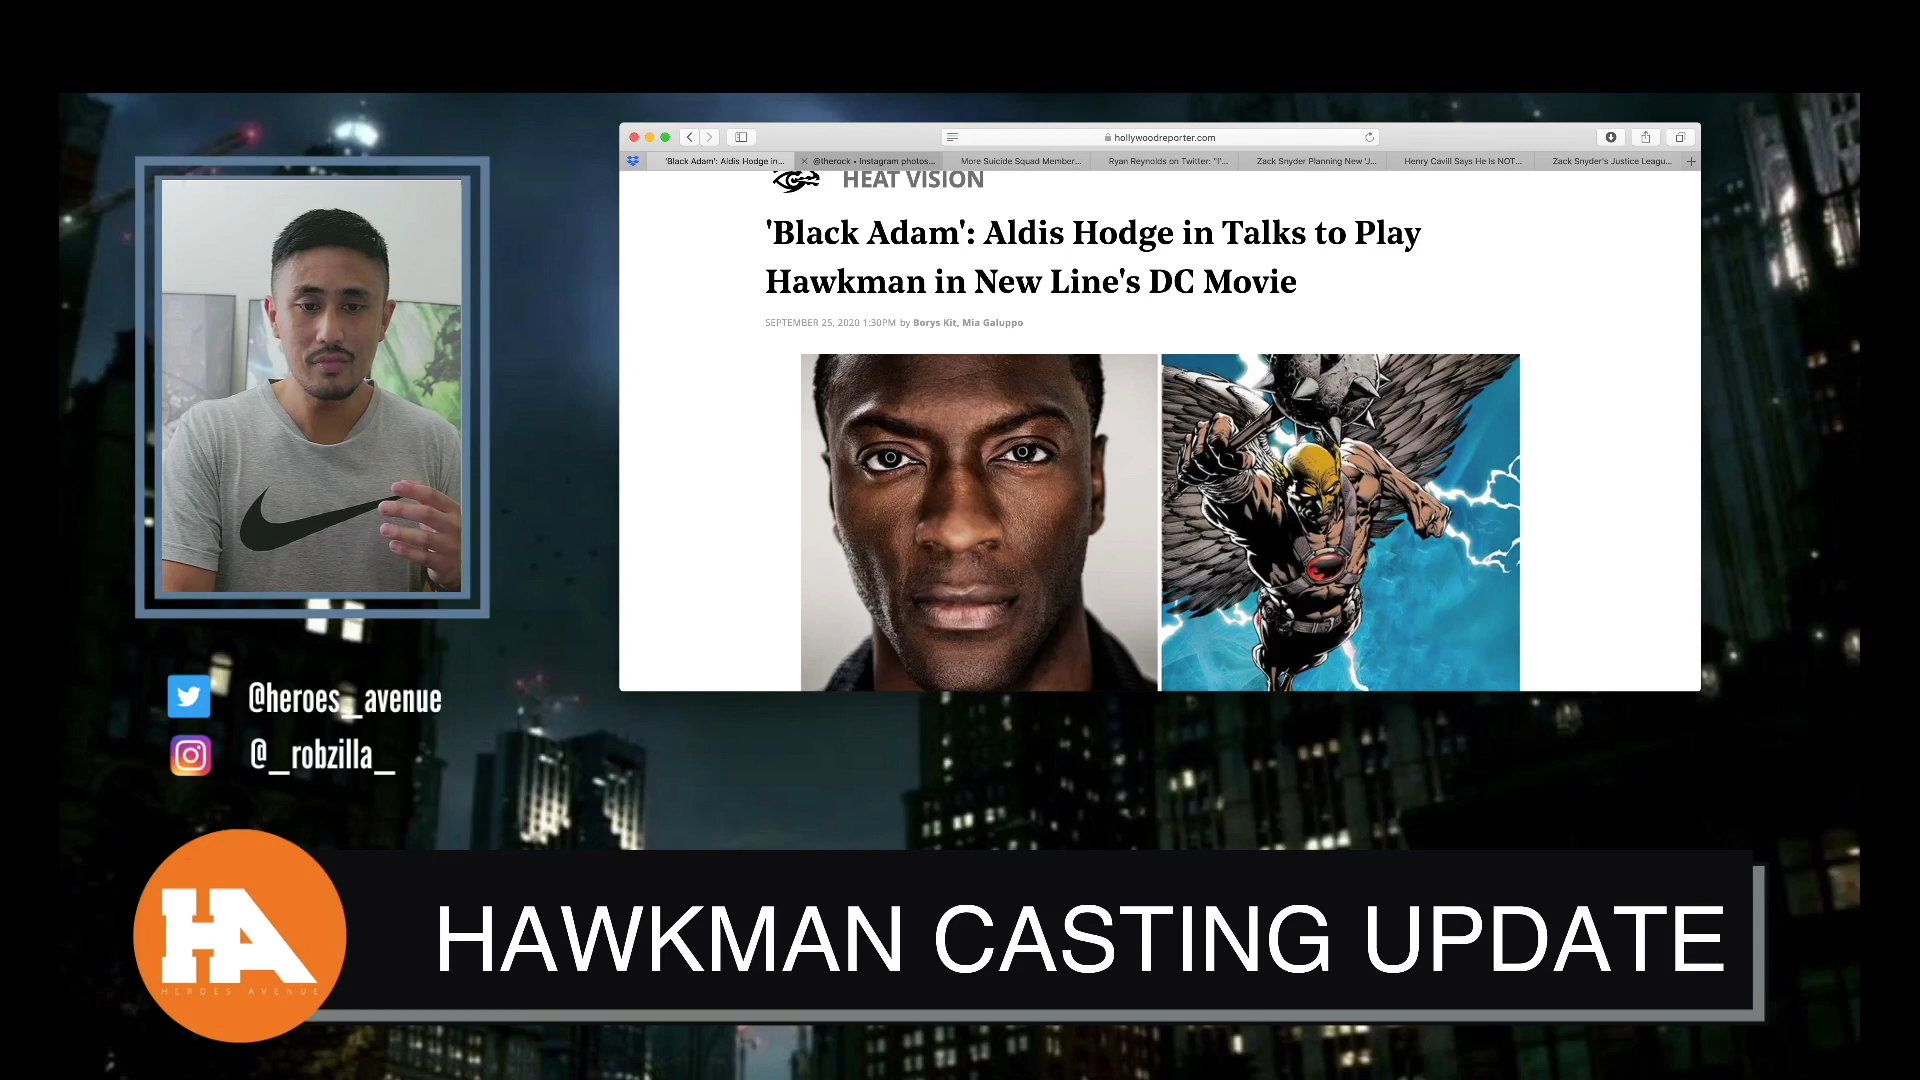 hollywoodreporter.com
'Black Adam': Aldis Hodge in...
@therock • Instagram photos...
More Suicide Squad Member...
Ryan Reynolds on Twitter: "I'...
Zack Snyder Planning New 'J...
Henry Cavill Says He Is NOT...
Zack Snyder's Justice Leagu...
HEAT VISION
'Black Adam': Aldis Hodge in Talks to Play
Hawkman in New Line's DC Movie
SEPTEMBER 25, 2020 1:30PM by Borys Kit, Mia Galuppo
@heroes_avenue
@_robzilla_
HA
HEROES AVENUE
HAWKMAN CASTING UPDATE